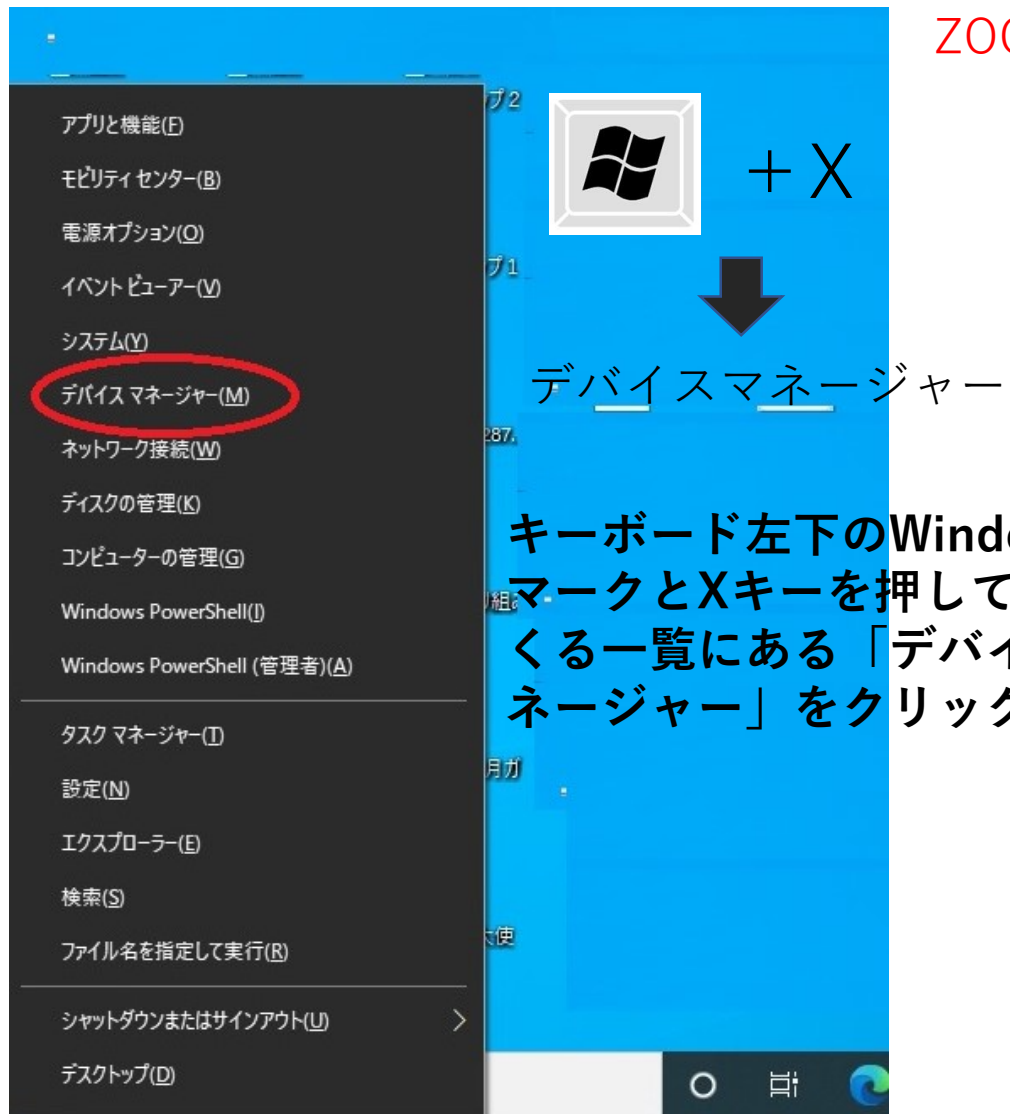 ZOO
プ2
アプリと機能(F)
モビリティ センター(B)
電源オプション(O)
イベント ビューアー(V)
システム(Y)
デバイス マネージャー(M)
ネットワーク接続(W)
ディスクの管理(K)
コンピューターの管理(G)
Windows PowerShell(I)
Windows PowerShell (管理者)(A)
タスク マネージャー(T)
設定(N)
エクスプローラー(E)
検索(S)
ファイル名を指定して実行(R)
シャットダウンまたはサインアウト(U)
デスクトップ(D)
+X
プ1
デバイスマネージャー
287.
キーボード左下のWind
マークとXキーを押して
くる一覧にある「デバイ
ネージャー」をクリック
月ガ
使